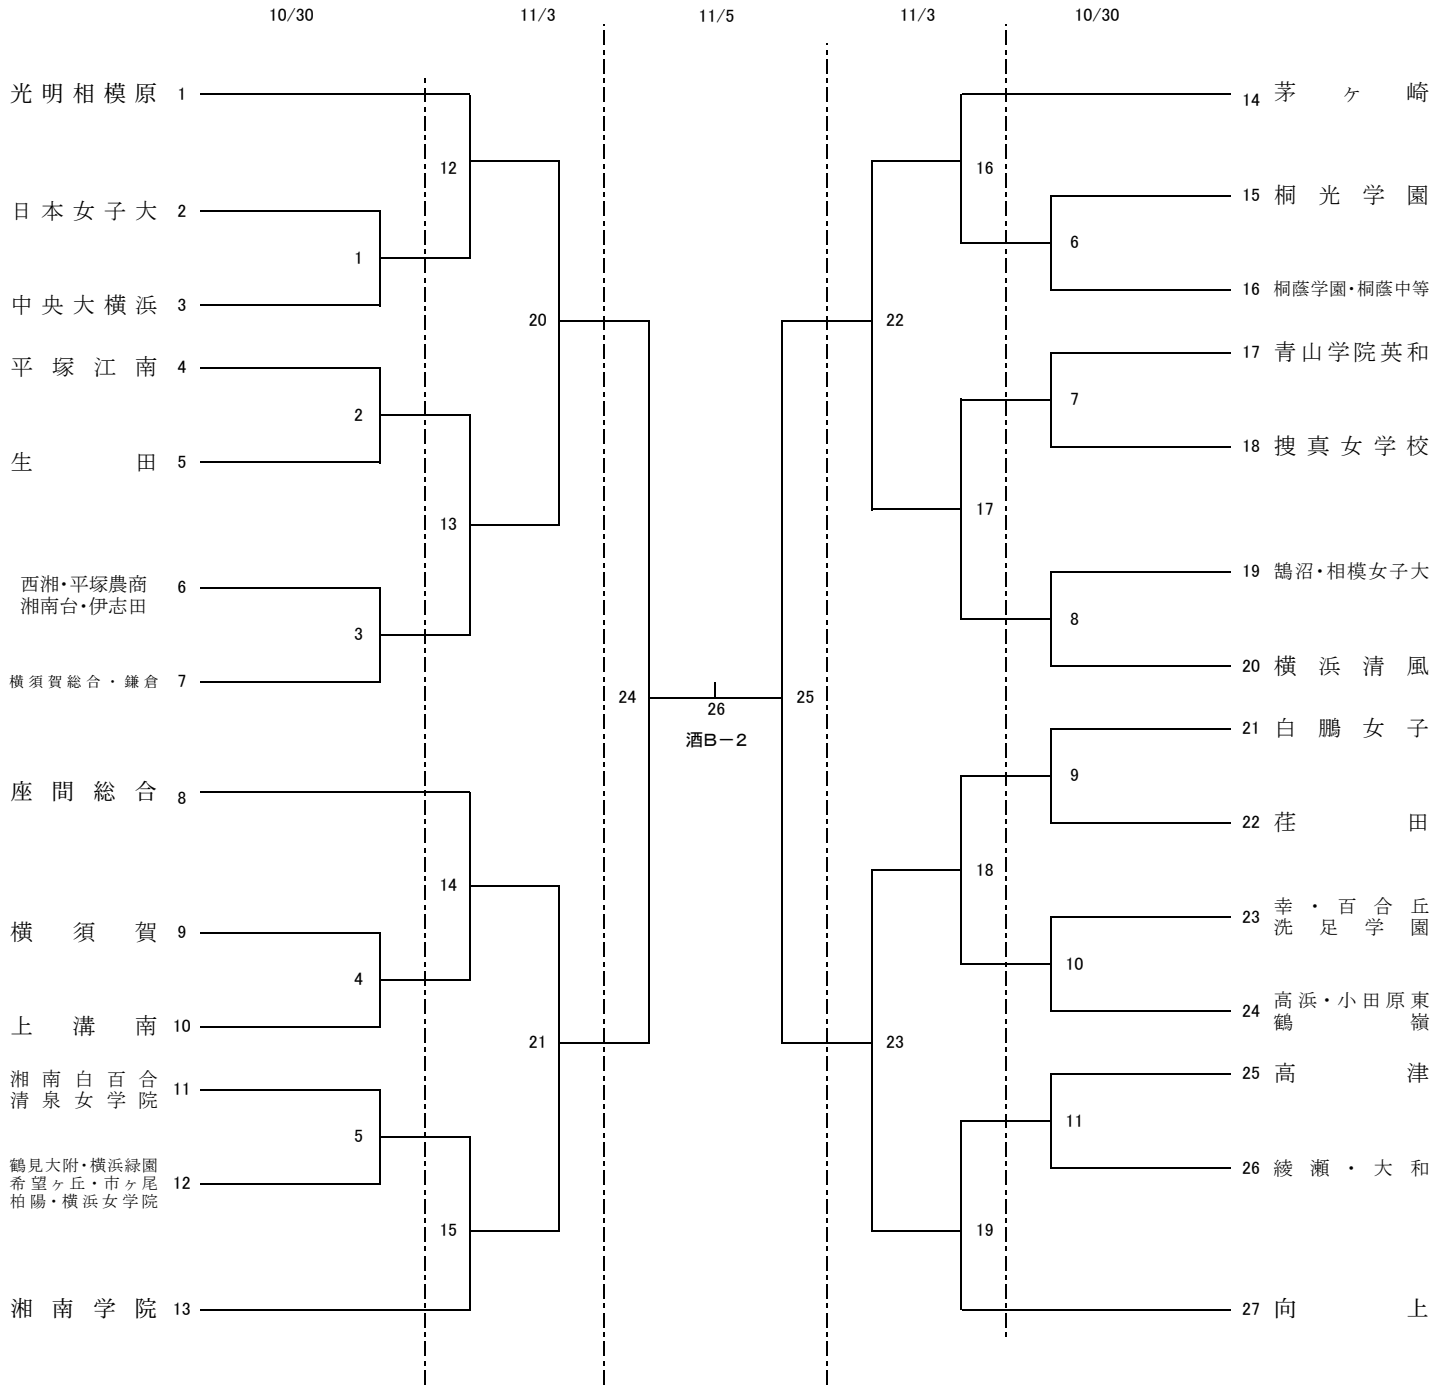 10/30
11/3
11/5
11/3
10/30
光明相模原 1
日本女子大 2
中央大横浜 3
平塚江南 4
生田 5
西湘・平塚農商 6
湘南台・伊志田
横須賀総合・鎌倉 7
座間総合 8
横須賀 9
上溝南 10
湘南白百合 11
清泉女学院
鶴見大附・横浜緑園
希望ヶ丘・市ヶ尾 12
柏陽・横浜女学院
湘南学院 13
1
2
3
4
5
12
13
14
15
20
21
24
26
酒B-2
25
22
23
16
17
18
19
6
7
8
9
10
11
14 茅ヶ崎
15 桐光学園
16 桐蔭学園・桐蔭中等
17 青山学院英和
18 捜真女学校
19 鵠沼・相模女子大
20 横浜清風
21 白鵬女子
22 荏田
23 幸・百合丘
洗足学園
24 高浜・小田原東
鶴嶺
25 高津
26 綾瀬・大和
27 向上